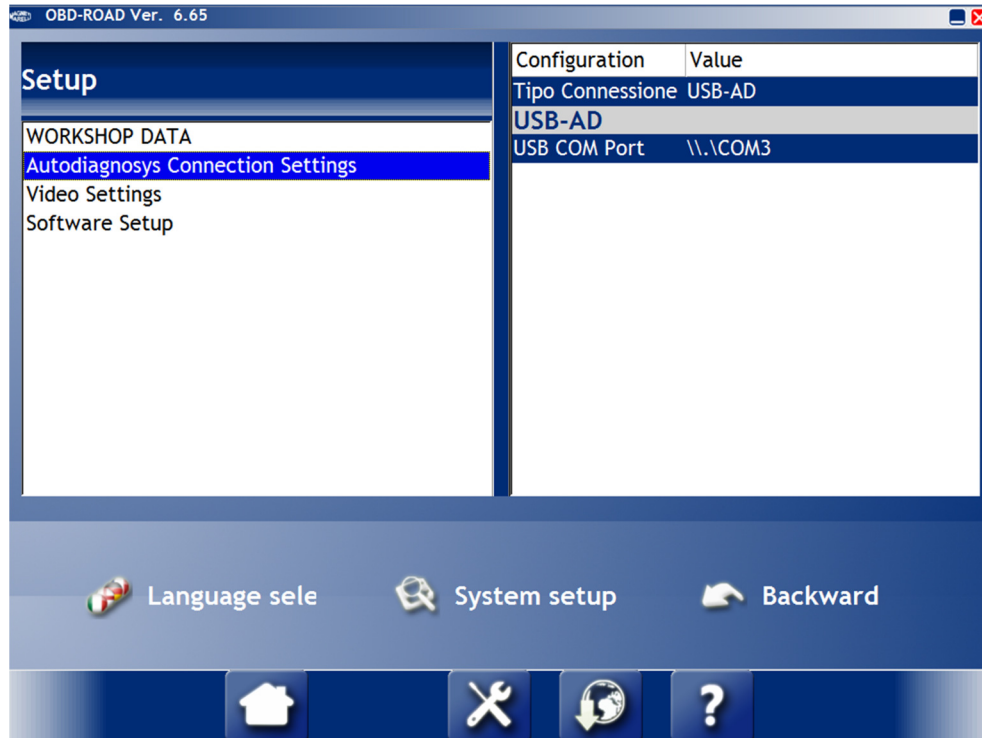 OBD-ROAD Ver. 6.65
Setup
WORKSHOP DATA
Autodiagnosys Connection Settings
Video Settings
Software Setup
Configuration Value
Tipo Connessione USB-AD
USB-AD
USB COM Port \\.\COM3
Language sele
System setup
Backward
?